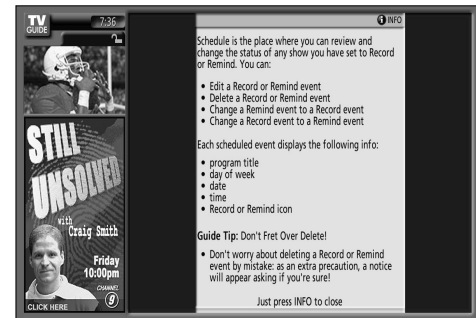 TV
GUIDE
7:36
INFO
Schedule is the place where you can review and
change the status of any show you have set to Record
or Remind. You can:
• Edit a Record or Remind event
• Delete a Record or Remind event
• Change a Remind event to a Record event
• Change a Record event to a Remind event
Each scheduled event displays the following info:
• program title
• day of week
• date
• time
• Record or Remind icon
Guide Tip: Don't Fret Over Delete!
• Don't worry about deleting a Record or Remind
event by mistake: as an extra precaution, a notice
will appear asking if you're sure!
Just press INFO to close
STILL
UNSOLVED
with
Craig Smith
Friday
10:00pm
CHANNEL
9
CLICK HERE